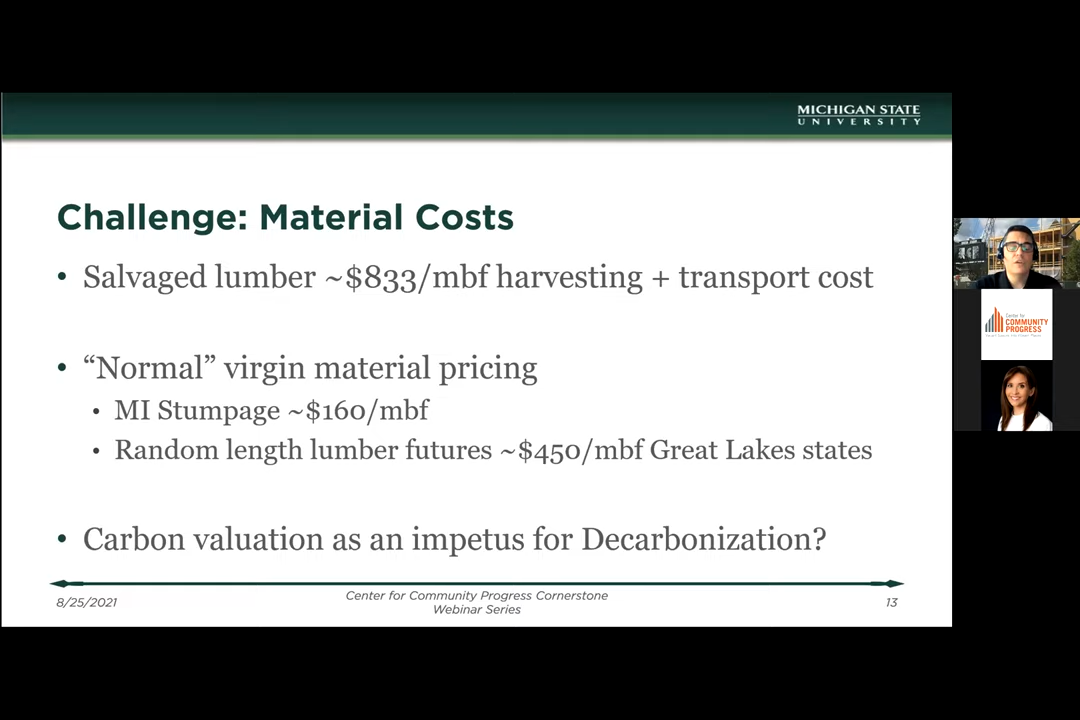 MICHIGAN STATE
UNIVERSITY
Challenge: Material Costs
• Salvaged lumber ~$833/mbf harvesting + transport cost
• “Normal” virgin material pricing
• MI Stumpage ~$160/mbf
• Random length lumber futures ~$450/mbf Great Lakes states
• Carbon valuation as an impetus for Decarbonization?
8/25/2021
Center for Community Progress Cornerstone
Webinar Series
13
Center for
COMMUNITY
PROGRESS